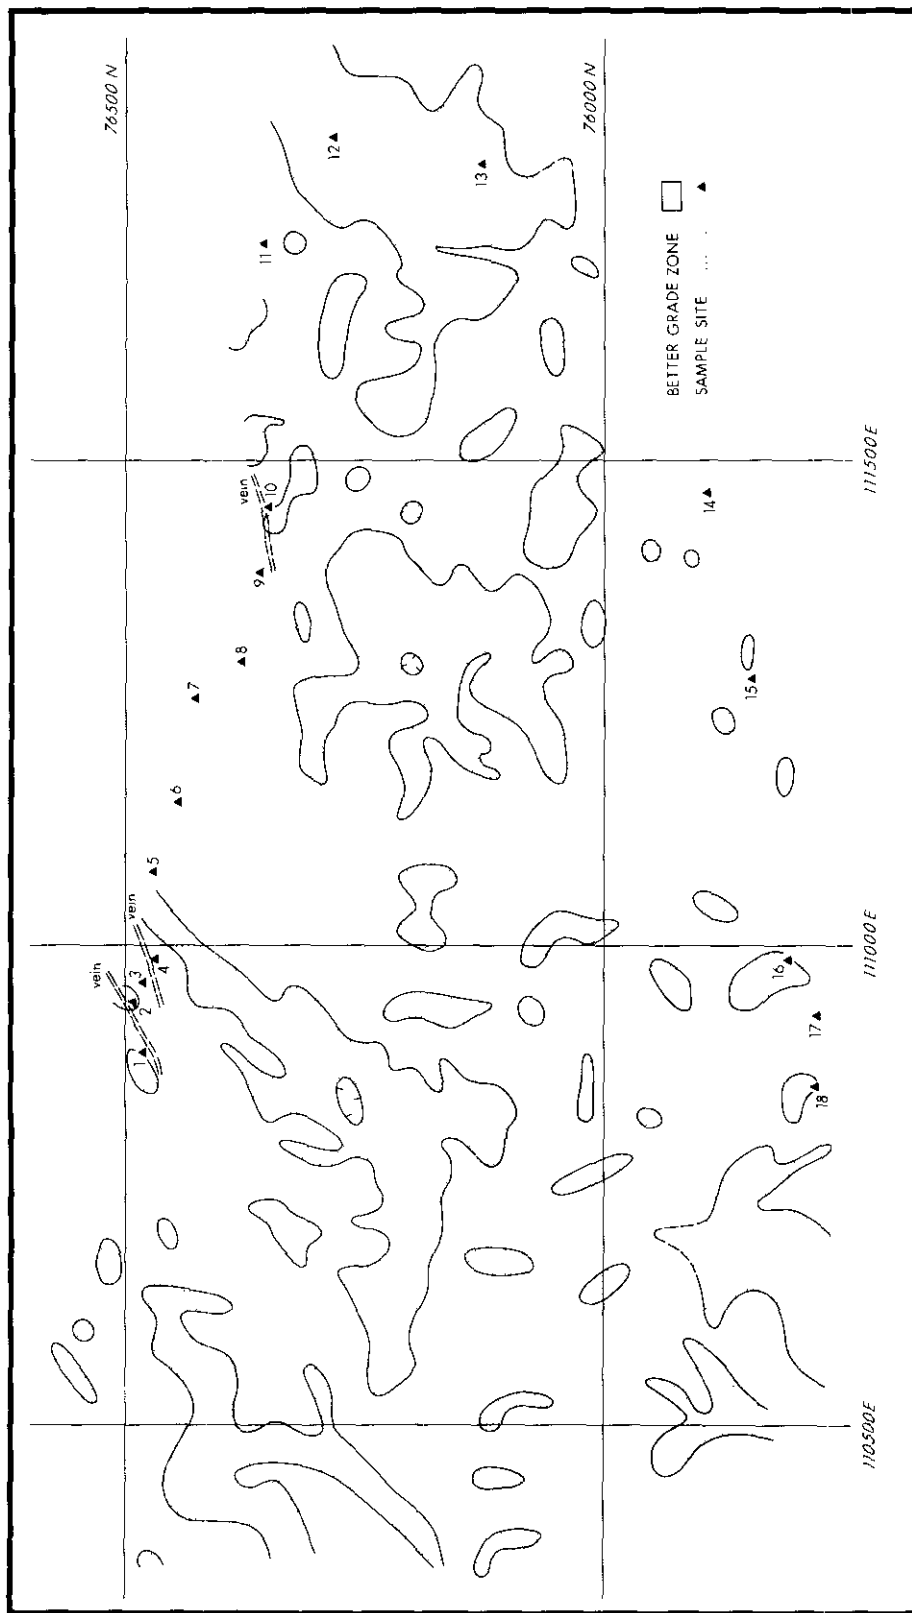 76500 N
76000 N
12
13
11
BETTER GRADE ZONE
SAMPLE SITE ... .
vein
10
9
14
111500E
8
7
15
6
5
vein
vein
3
4
2
1
111000E
16
17
18
110500E